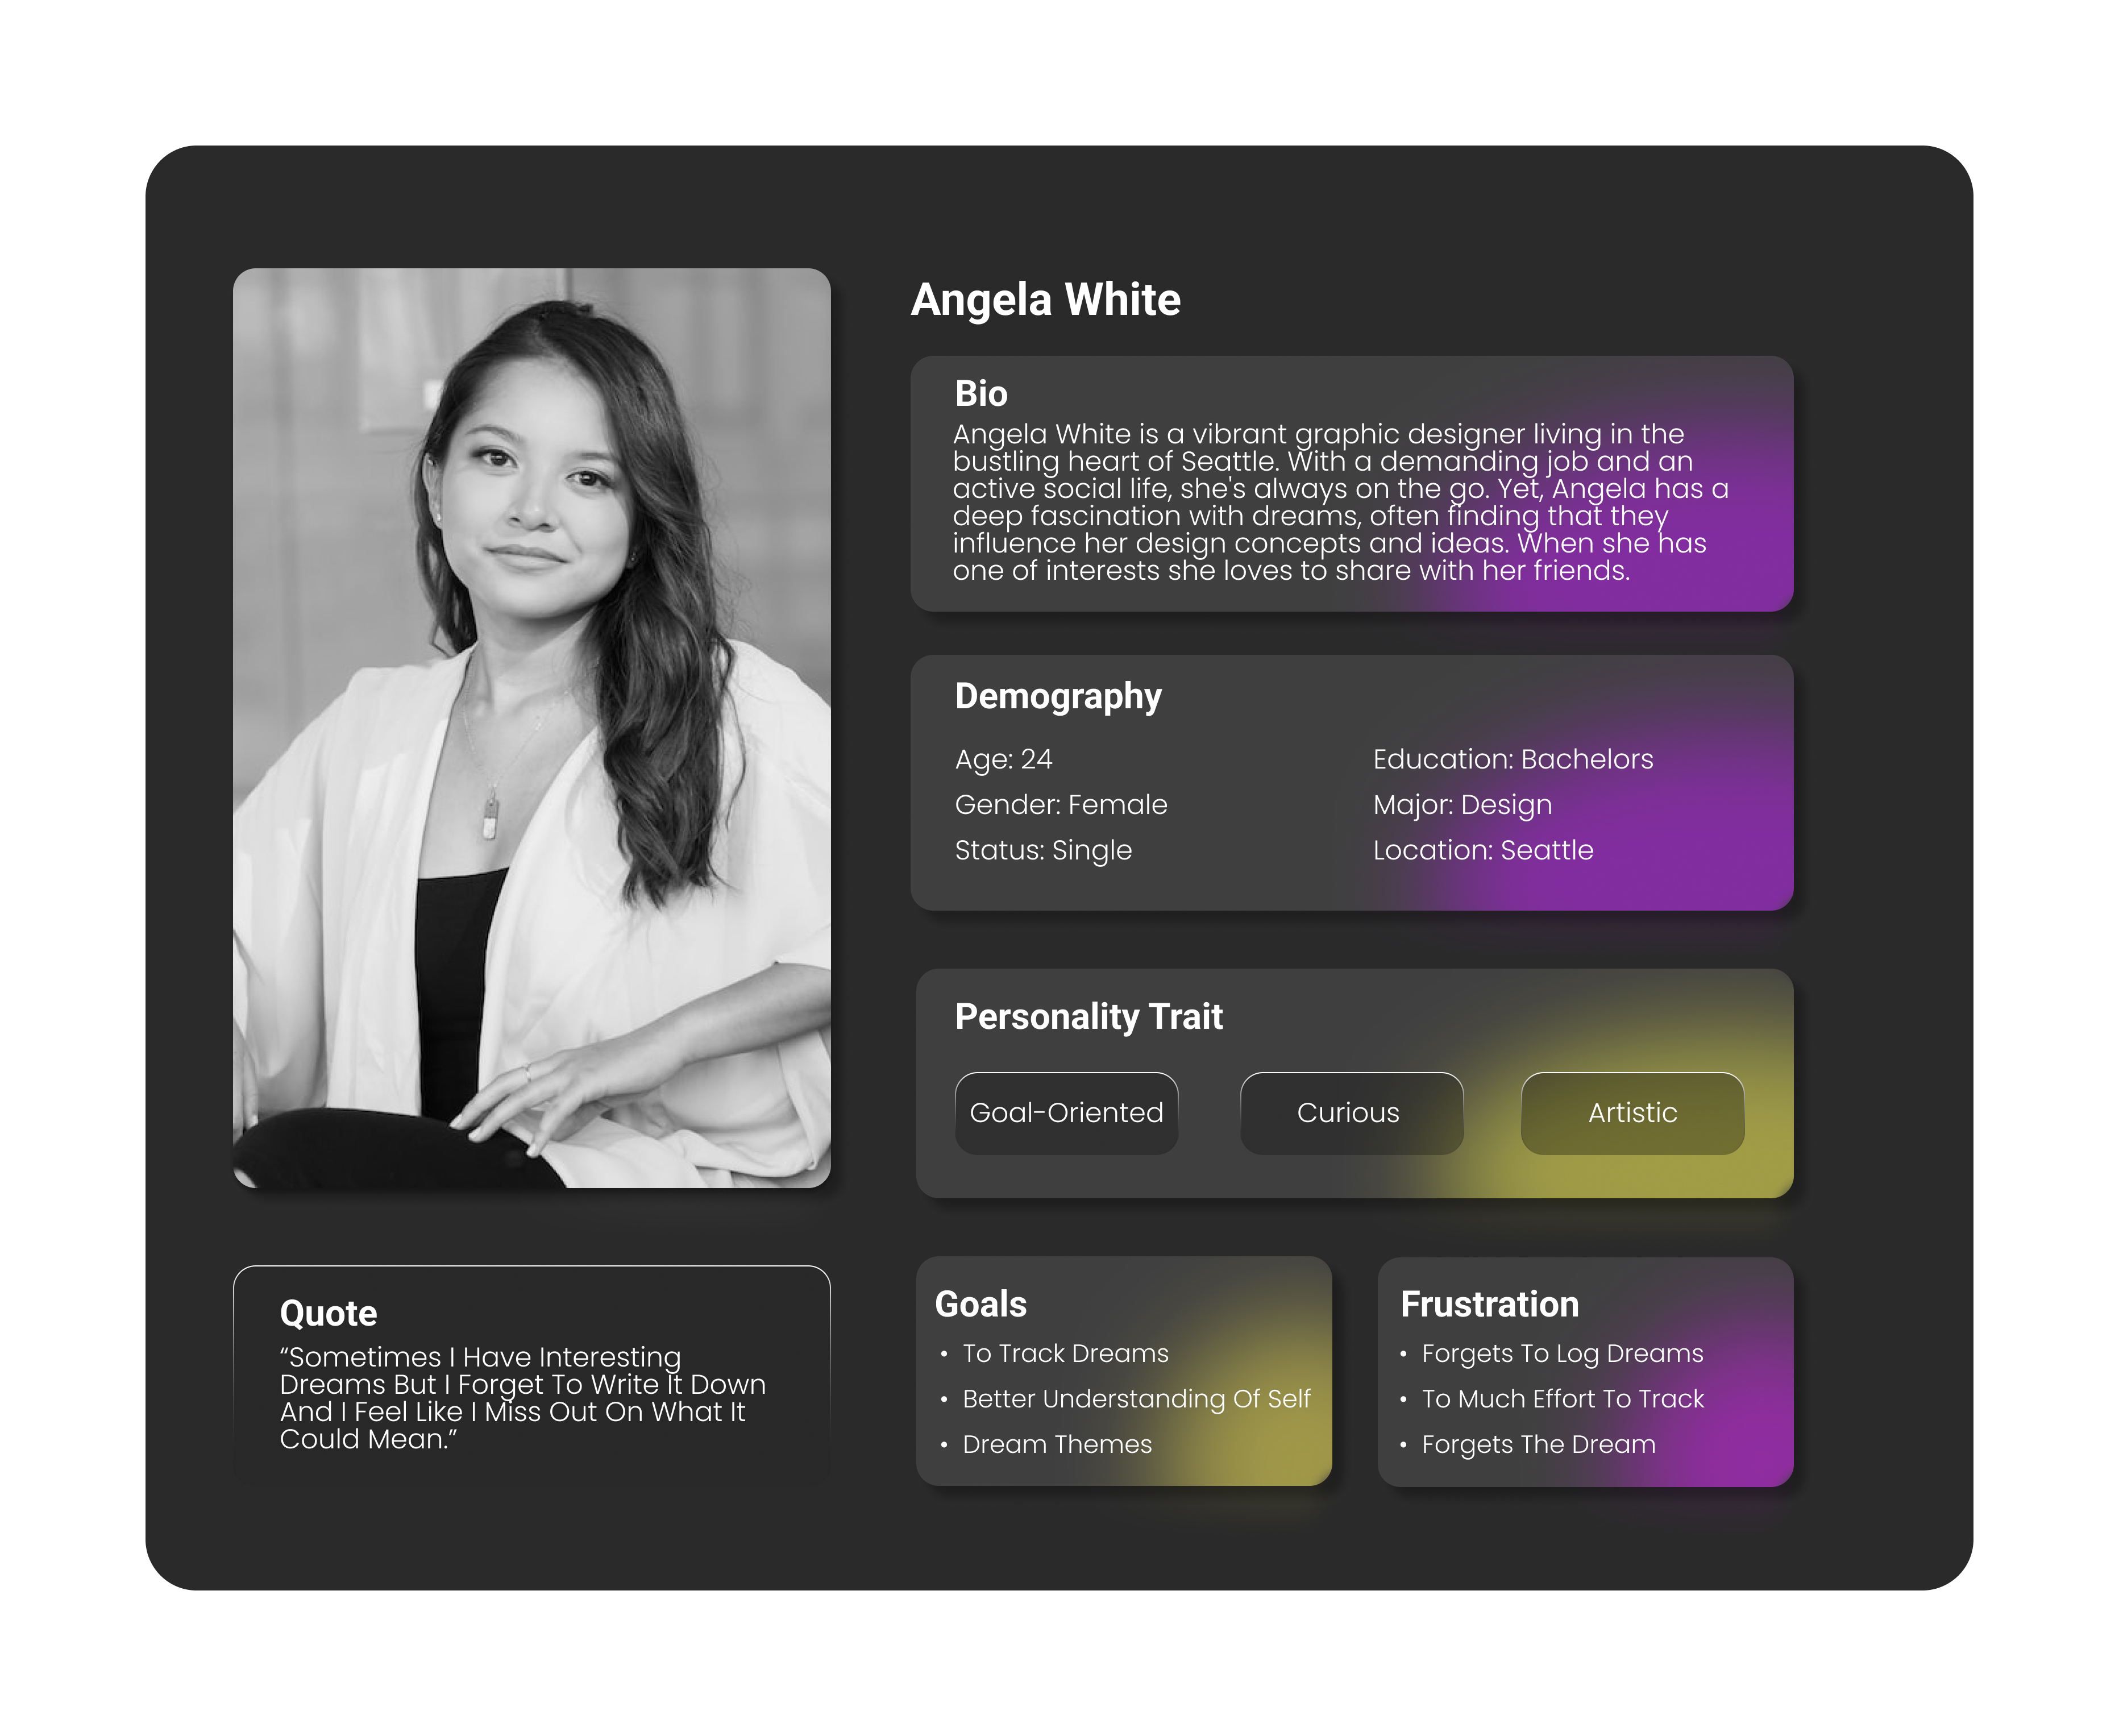 Angela White
Bio
Angela White is a vibrant graphic designer living in the
bustling heart of Seattle. With a demanding job and an
active social life, she's always on the go. Yet, Angela has a
deep fascination with dreams, often finding that they
influence her design concepts and ideas. When she has
one of interests she loves to share with her friends.
Demography
Age: 24
Gender: Female
Status: Single
Education: Bachelors
Major: Design
Location: Seattle
Personality Trait
Goal-Oriented
Curious
Artistic
Quote
“Sometimes I Have Interesting
Dreams But I Forget To Write It Down
And I Feel Like I Miss Out On What It
Could Mean.”
Goals
• To Track Dreams
• Better Understanding Of Self
• Dream Themes
Frustration
• Forgets To Log Dreams
• To Much Effort To Track
• Forgets The Dream